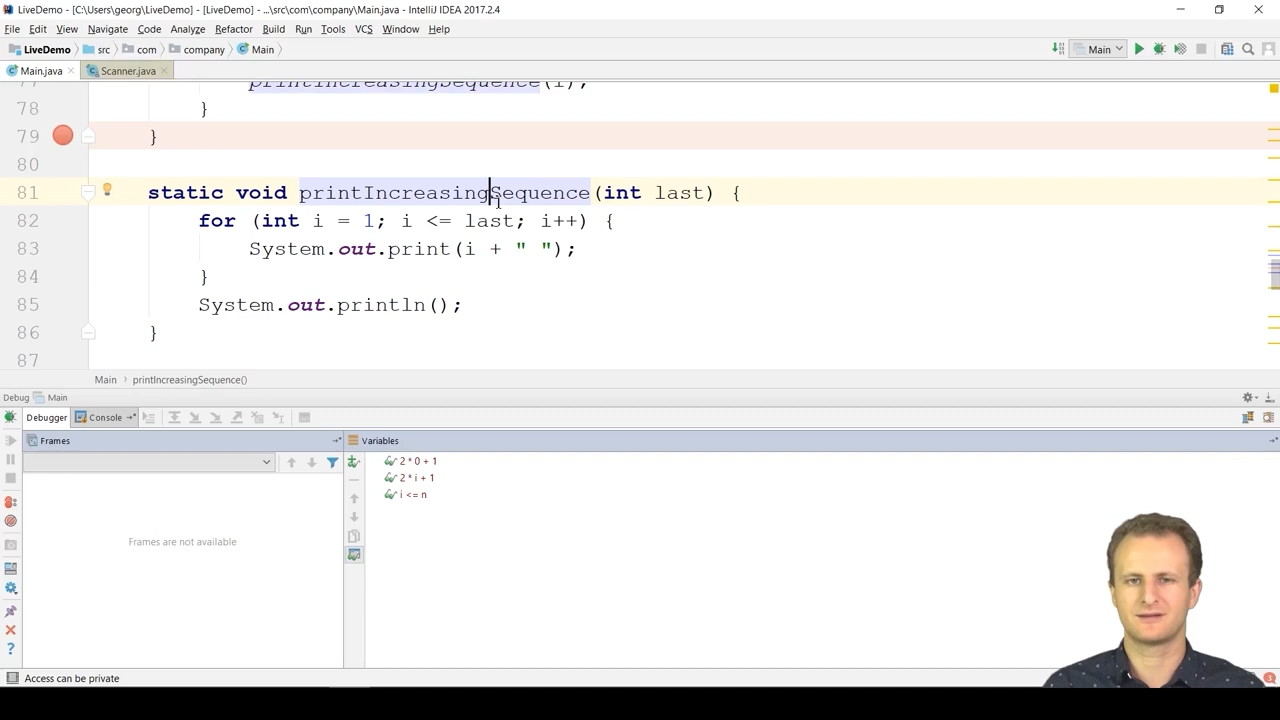 LiveDemo - [C:\Users\georg\LiveDemo] - [LiveDemo] - ...\src\com\company\Main.java - IntelliJ IDEA 2017.2.4
File Edit View Navigate Code Analyze Refactor Build Run Tools VCS Window Help
LiveDemo src com company Main Main
Main.java Scanner.java
77 printIncreasingSequence(i);
78 }
79 }
80
81 static void printIncreasingSequence(int last) {
82 for (int i = 1; i <= last; i++) {
83 System.out.print(i + " ");
84 }
85 System.out.println();
86 }
87
Main printIncreasingSequence()
Debug Main
Debugger Console
Frames Variables
2 * 0 + 1
2 * i + 1
i <= n
Frames are not available
Access can be private 3